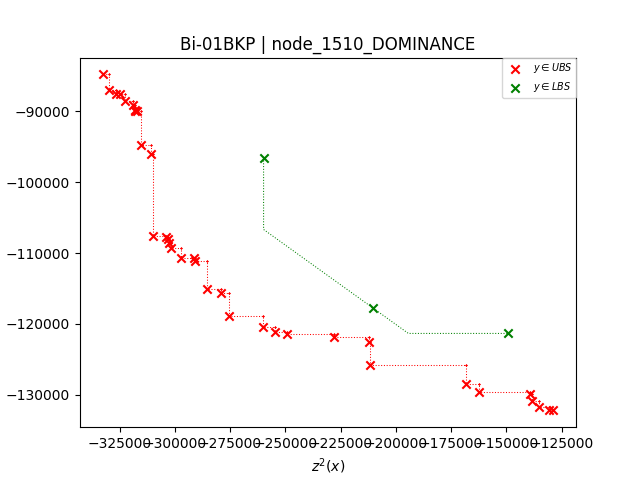 Bi-01BKP | node_1510_DOMINANCE
y ∈ UBS
y ∈ LBS
−90000
−100000
−110000
−120000
−130000
−325000 −300000 −275000 −250000 −225000 −200000 −175000 −150000 −125000
z²(x)